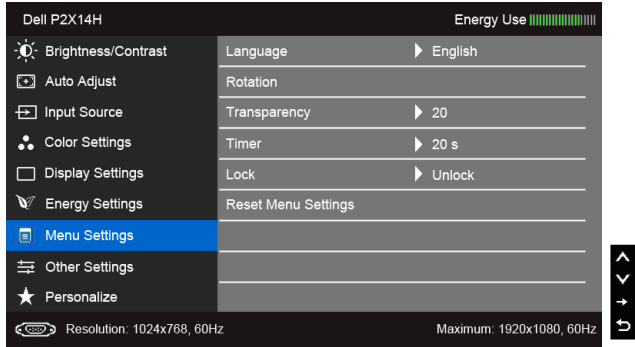 Dell P2X14H Energy Use
Brightness/Contrast Language English
Auto Adjust Rotation
Input Source Transparency 20
Color Settings Timer 20 s
Display Settings Lock Unlock
Energy Settings Reset Menu Settings
Menu Settings
Other Settings
Personalize
Resolution: 1024x768, 60Hz Maximum: 1920x1080, 60Hz